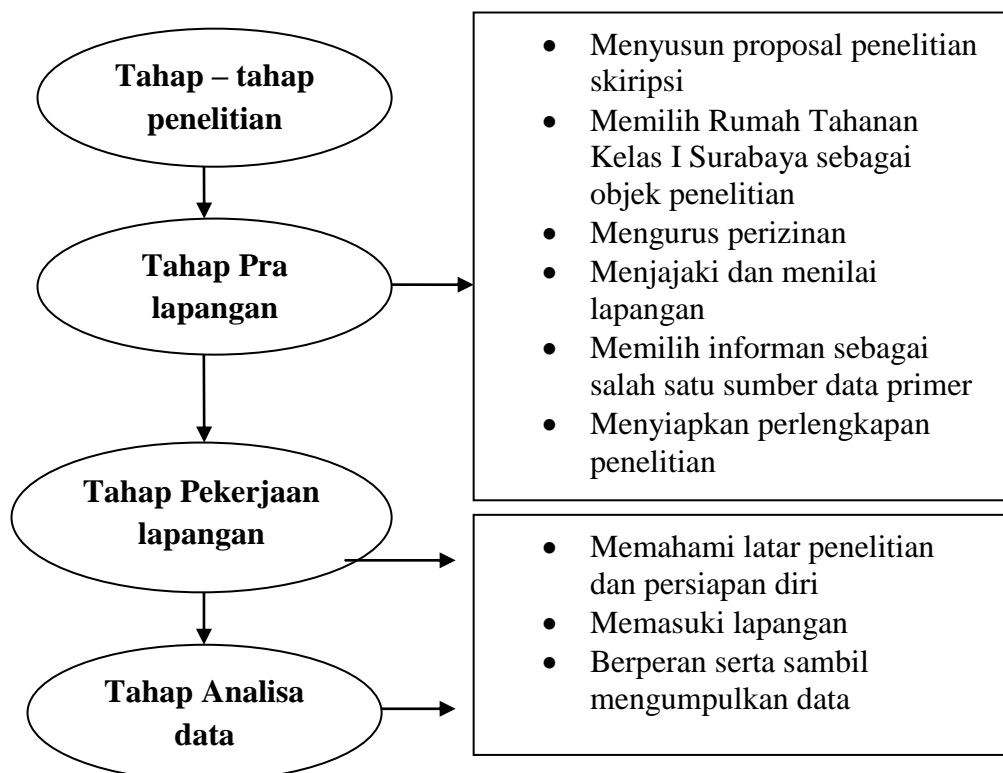 Tahap – tahap
penelitian
Tahap Pra
lapangan
Tahap Pekerjaan
lapangan
Tahap Analisa
data
• Menyusun proposal penelitian
skiripsi
• Memilih Rumah Tahanan
Kelas I Surabaya sebagai
objek penelitian
• Mengurus perizinan
• Menjajaki dan menilai
lapangan
• Memilih informan sebagai
salah satu sumber data primer
• Menyiapkan perlengkapan
penelitian
• Memahami latar penelitian
dan persiapan diri
• Memasuki lapangan
• Berperan serta sambil
mengumpulkan data